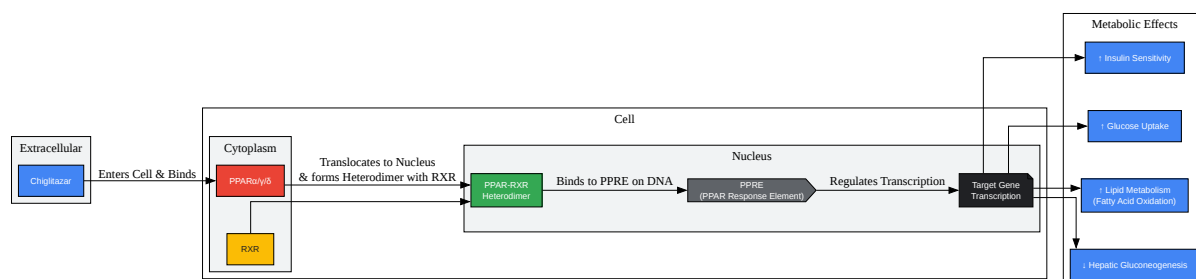 Metabolic Effects
↑ Insulin Sensitivity
Cell
↑ Glucose Uptake
Extracellular
Cytoplasm
Nucleus
Chiglitazar
Enters Cell & Binds
PPARα/γ/δ
Translocates to Nucleus
& forms Heterodimer with RXR
PPAR-RXR
Heterodimer
Binds to PPRE on DNA
PPRE
(PPAR Response Element)
Regulates Transcription
Target Gene
Transcription
↑ Lipid Metabolism
(Fatty Acid Oxidation)
RXR
↓ Hepatic Gluconeogenesis